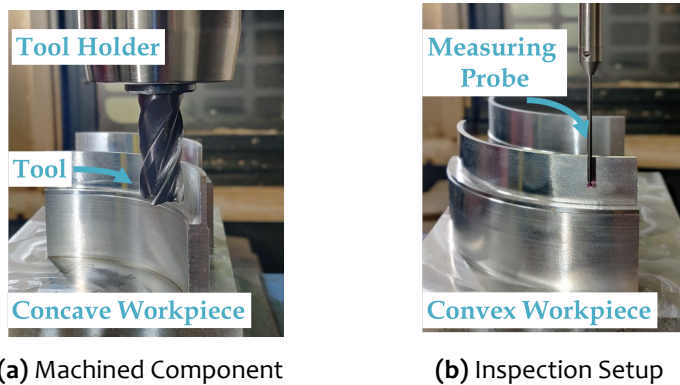 Tool Holder
Tool
Concave Workpiece
(a) Machined Component
Measuring
Probe
Convex Workpiece
(b) Inspection Setup